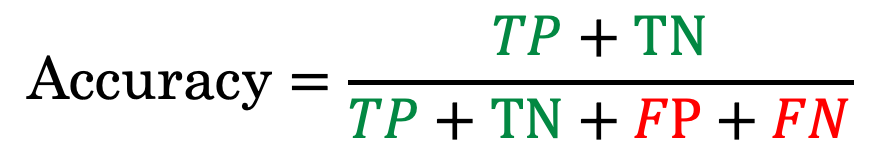 TP + TN
Accuracy =
TP + TN + FP + FN